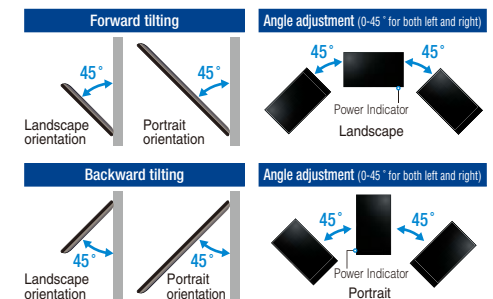 Forward tilting
45˚
45˚
Landscape
orientation
Portrait
orientation
Angle adjustment (0-45˚ for both left and right)
45˚
45˚
Power Indicator
Landscape
Backward tilting
45˚
45˚
Landscape
orientation
Portrait
orientation
Angle adjustment (0-45˚ for both left and right)
45˚
45˚
Power Indicator
Portrait